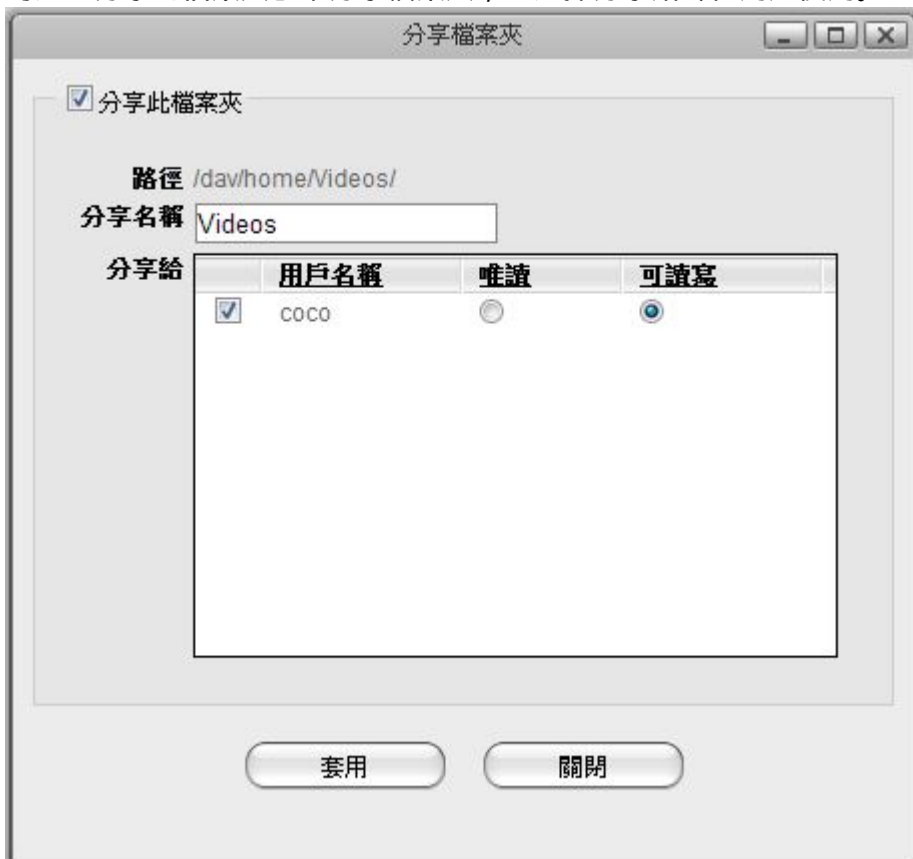 分享檔案夾
分享此檔案夾
路徑 /dav/home/Videos/
分享名稱 Videos
分享給 用戶名稱 唯讀 可讀寫
coco
套用 關閉